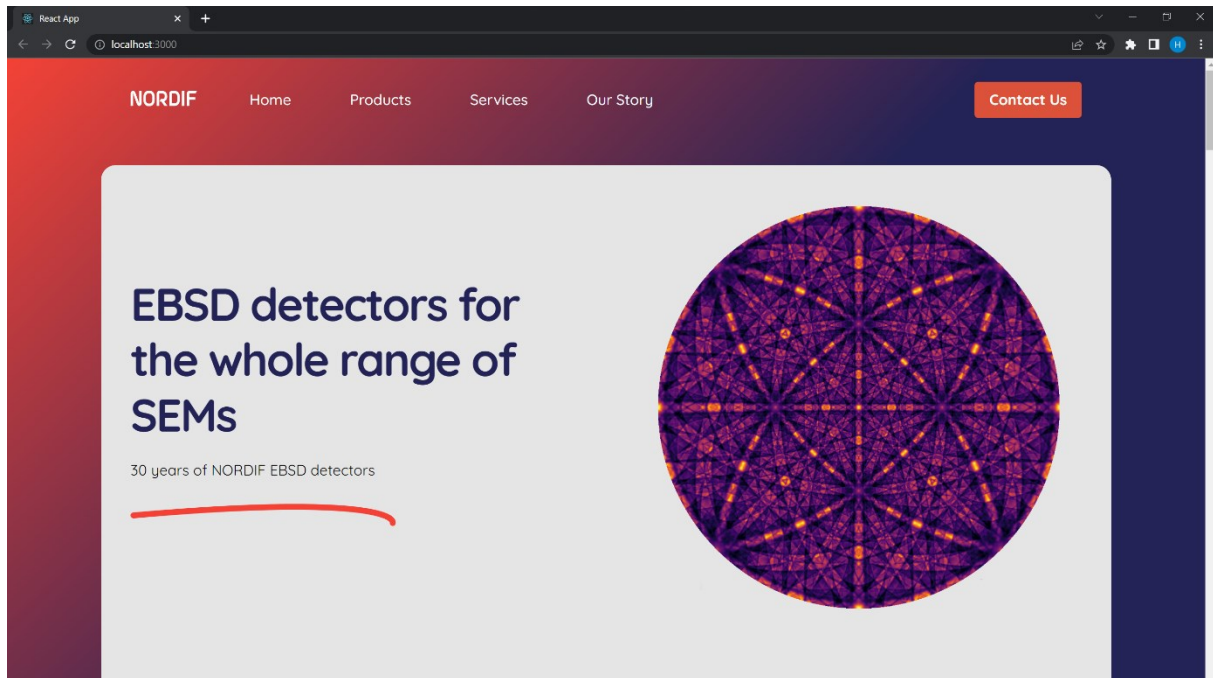 React App
localhost:3000
H
NORDIF
Home
Products
Services
Our Story
Contact Us
EBSD detectors for
the whole range of
SEMs
30 years of NORDIF EBSD detectors